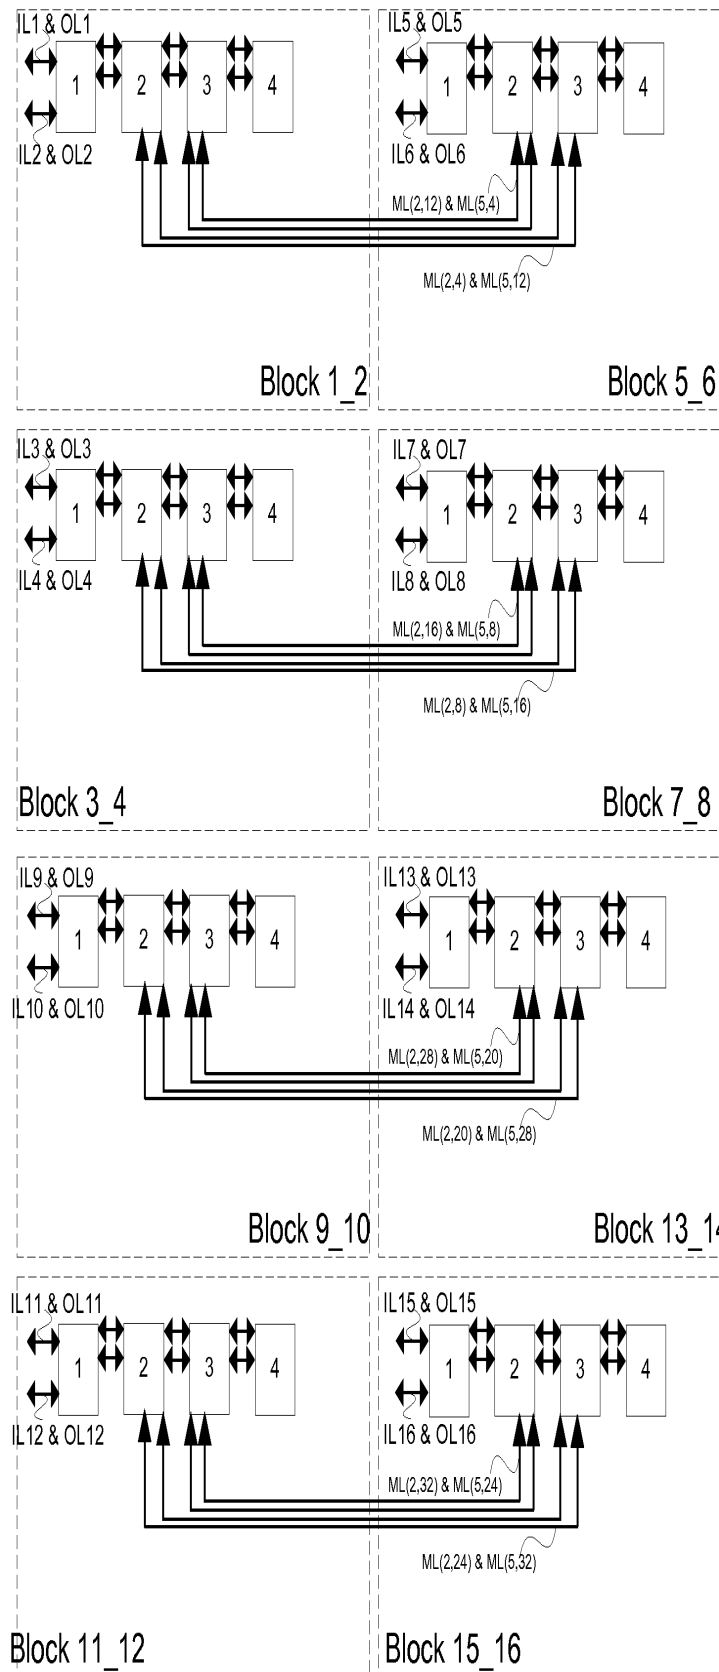 IL1 & OL1
1
2
3
4
IL2 & OL2
Block 1_2
IL5 & OL5
1
2
3
4
IL6 & OL6
ML(2,12) & ML(5,4)
ML(2,4) & ML(5,12)
Block 5_6
IL3 & OL3
1
2
3
4
IL4 & OL4
Block 3_4
IL7 & OL7
1
2
3
4
IL8 & OL8
ML(2,16) & ML(5,8)
ML(2,8) & ML(5,16)
Block 7_8
IL9 & OL9
1
2
3
4
IL10 & OL10
Block 9_10
IL13 & OL13
1
2
3
4
IL14 & OL14
ML(2,28) & ML(5,20)
ML(2,20) & ML(5,28)
Block 13_14
IL11 & OL11
1
2
3
4
IL12 & OL12
Block 11_12
IL15 & OL15
1
2
3
4
IL16 & OL16
ML(2,32) & ML(5,24)
ML(2,24) & ML(5,32)
Block 15_16